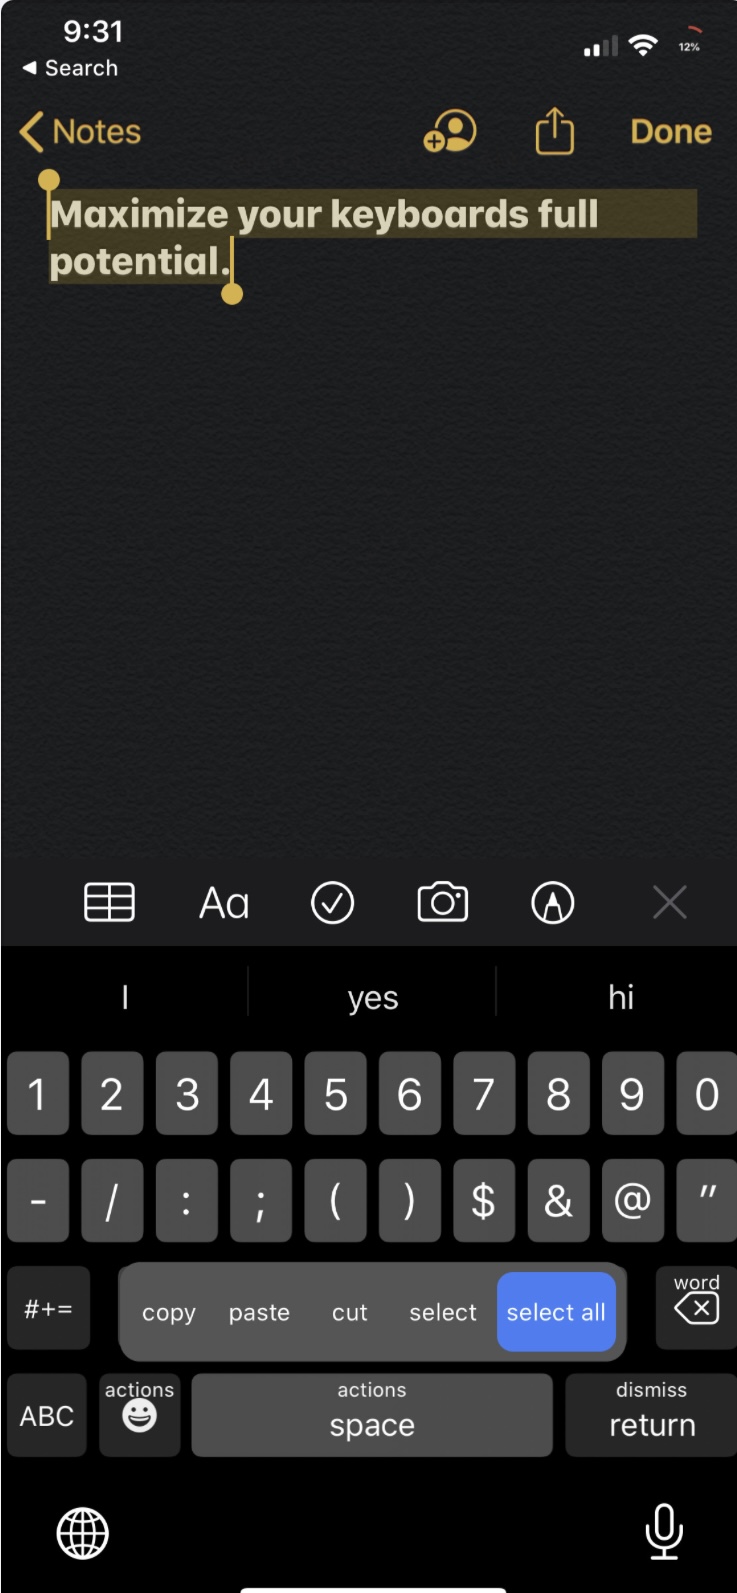 9:31
◀ Search
12%
Notes
Done
Maximize your keyboards full
potential.
Aa
I yes hi
1 2 3 4 5 6 7 8 9 0
- / : ; ( ) $ & @ "
#+= copy paste cut select select all word
ABC actions actions space dismiss return